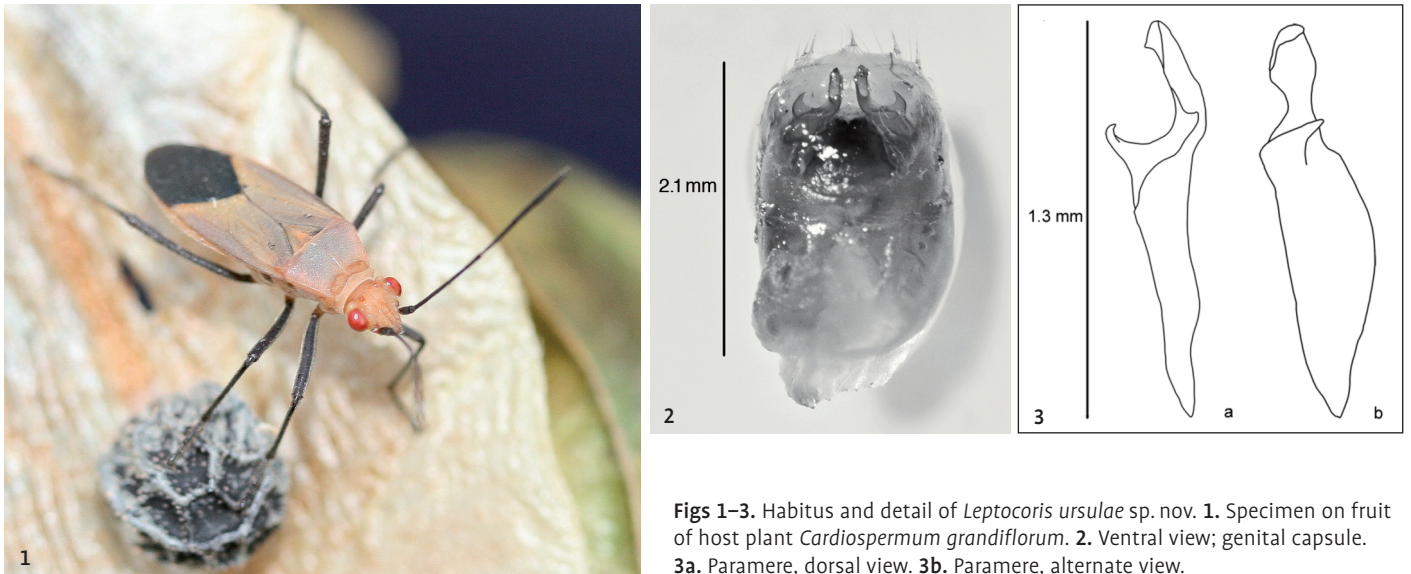 1
2.1 mm
2
1.3 mm
3
a
b
Figs 1–3. Habitus and detail of Leptocoris ursulae sp. nov. 1. Specimen on fruit
of host plant Cardiospermum grandiflorum. 2. Ventral view; genital capsule.
3a. Paramere, dorsal view. 3b. Paramere, alternate view.